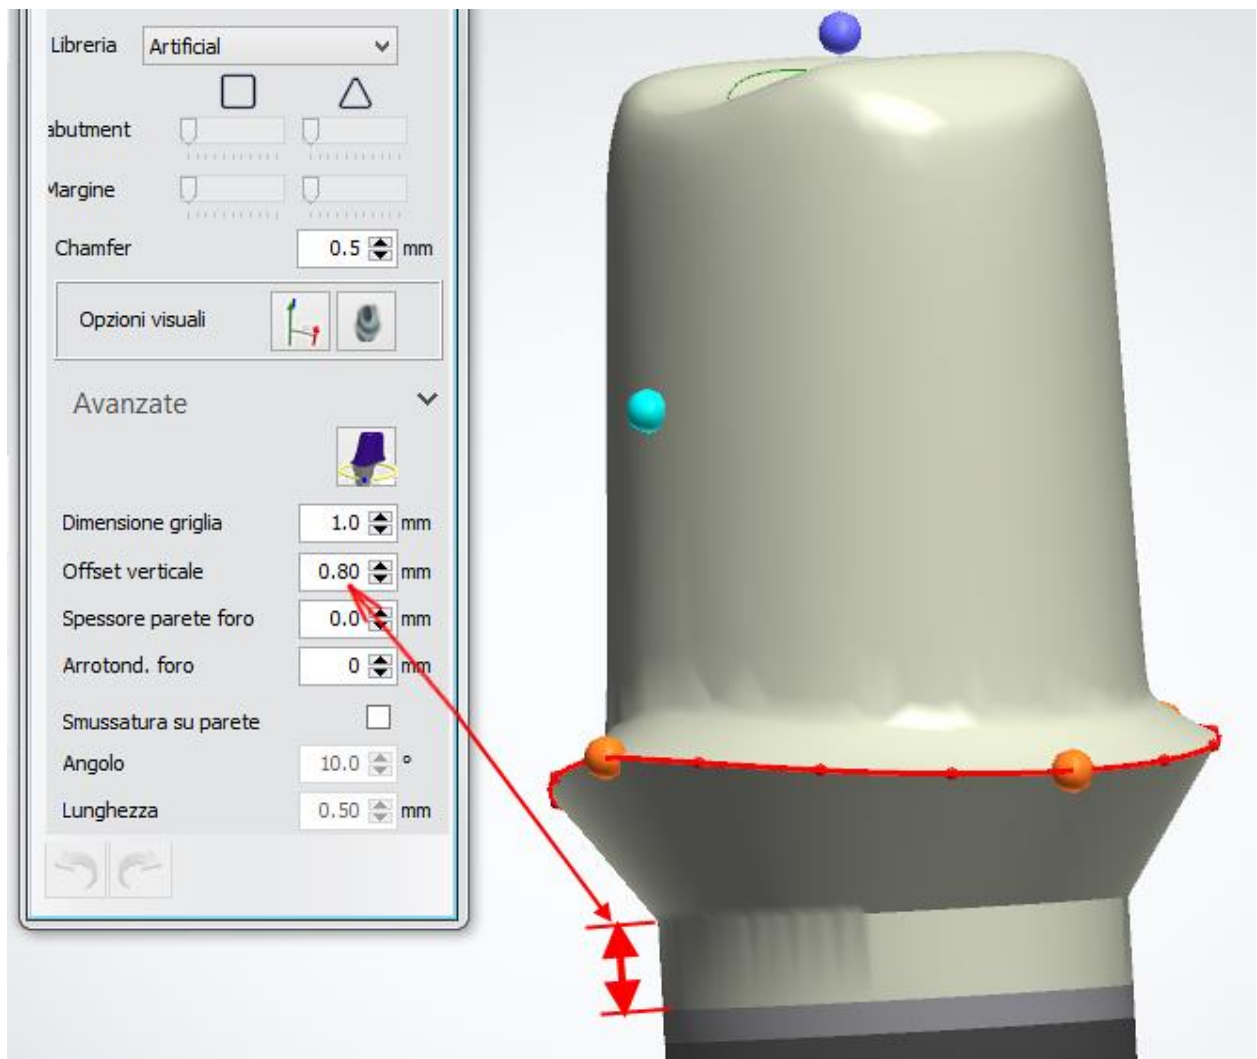 Libreria Artificial
abutment
Margine
Chamfer 0.5 mm
Opzioni visuali
Avanzate
Dimensione griglia 1.0 mm
Offset verticale 0.80 mm
Spessore parete foro 0.0 mm
Arrotond. foro 0 mm
Smussatura su parete
Angolo 10.0 °
Lunghezza 0.50 mm